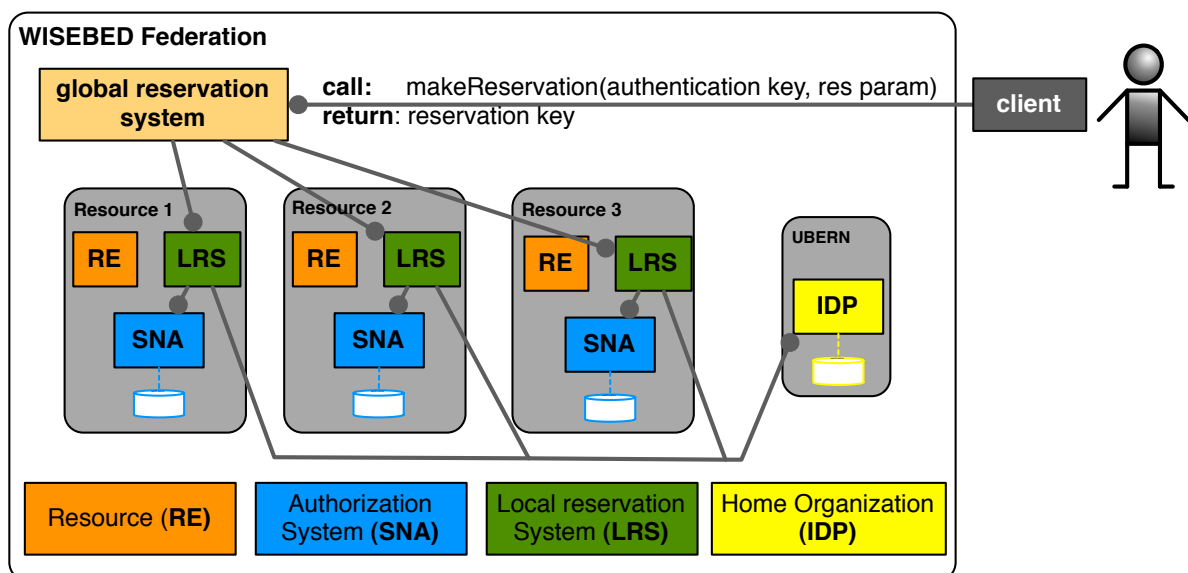 WISEBED Federation
global reservation
system
call: makeReservation(authentication key, res param)
return: reservation key
client
Resource 1
RE
LRS
SNA
Resource 2
RE
LRS
SNA
Resource 3
RE
LRS
SNA
UBERN
IDP
Resource (RE)
Authorization
System (SNA)
Local reservation
System (LRS)
Home Organization
(IDP)